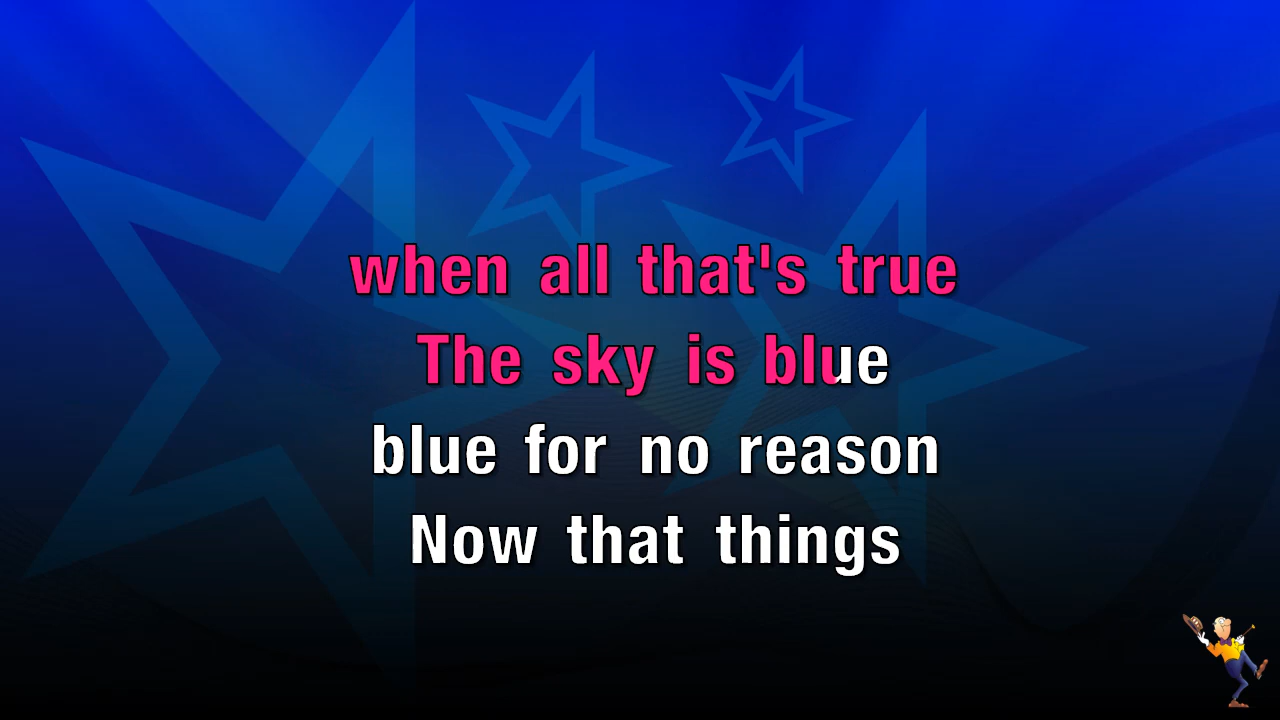 when all that's true
The sky is blue
blue for no reason
Now that things